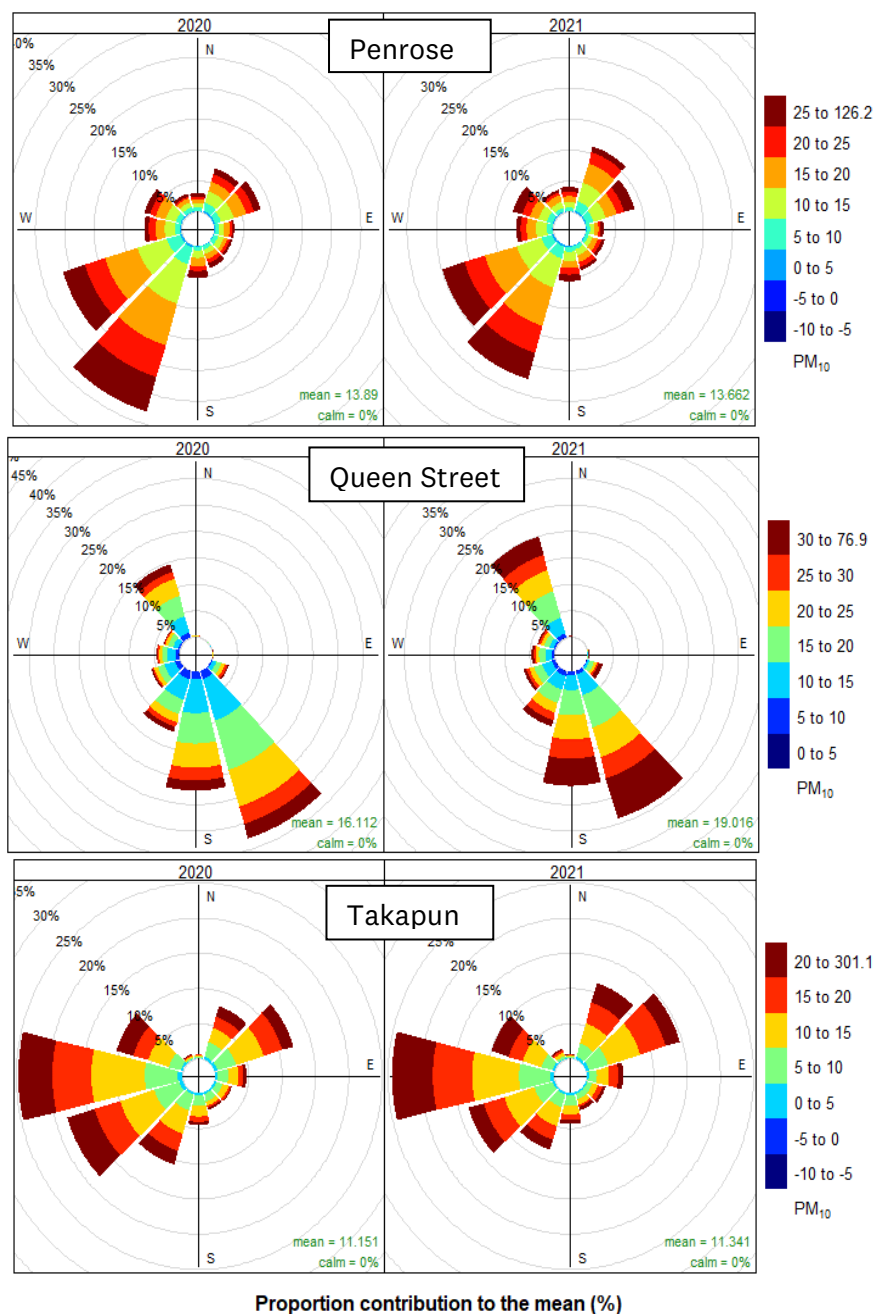 2020
2021
Penrose
0%
35%
30%
25%
20%
15%
10%
5%
N
W
E
S
mean = 13.89
calm = 0%
35%
30%
25%
20%
15%
10%
5%
N
W
E
S
mean = 13.662
calm = 0%
25 to 126.2
20 to 25
15 to 20
10 to 15
5 to 10
0 to 5
-5 to 0
-10 to -5
PM10
2020
2021
Queen Street
45%
40%
35%
30%
25%
20%
15%
10%
5%
N
W
E
S
mean = 16.112
calm = 0%
35%
30%
25%
20%
15%
10%
5%
N
W
E
S
mean = 19.016
calm = 0%
30 to 76.9
25 to 30
20 to 25
15 to 20
10 to 15
5 to 10
0 to 5
PM10
2020
2021
Takapun
5%
30%
25%
20%
15%
10%
5%
N
E
S
mean = 11.151
calm = 0%
25%
20%
15%
10%
5%
N
W
E
S
mean = 11.341
calm = 0%
20 to 301.1
15 to 20
10 to 15
5 to 10
0 to 5
-5 to 0
-10 to -5
PM10
Proportion contribution to the mean (%)